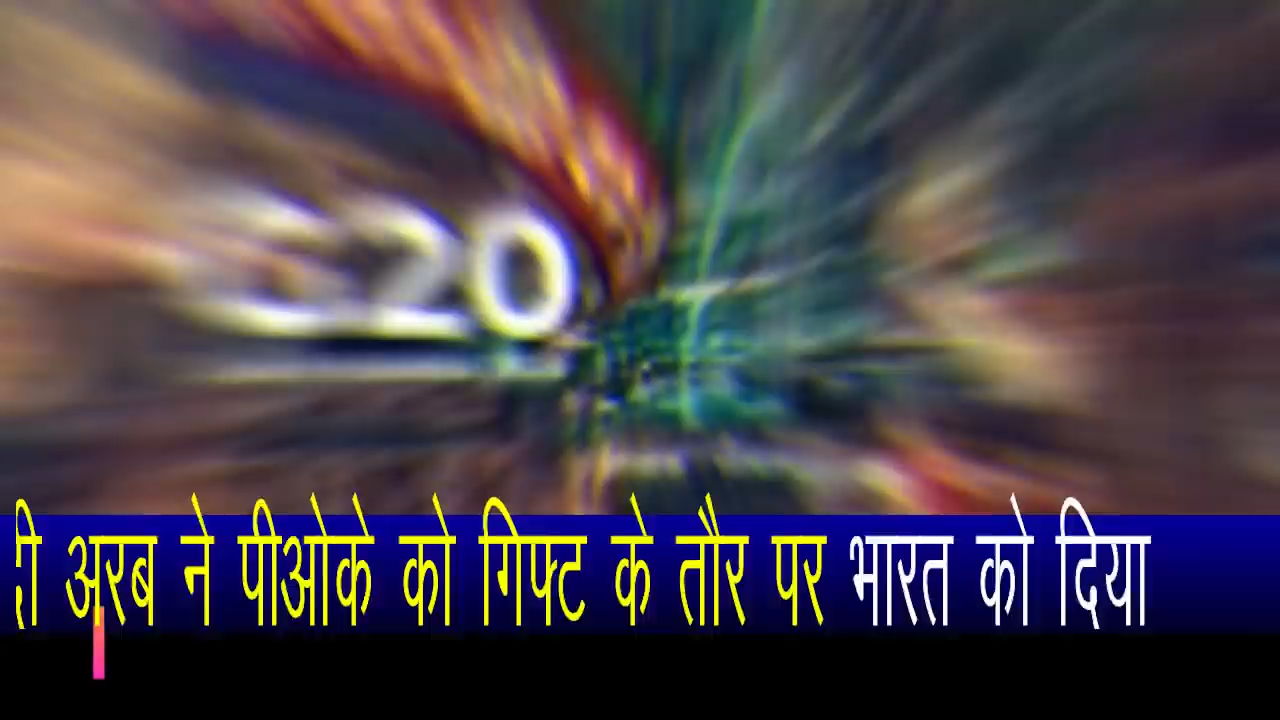 20
अरब ने पीओके को गिफ्ट के तौर पर भारत को दिया